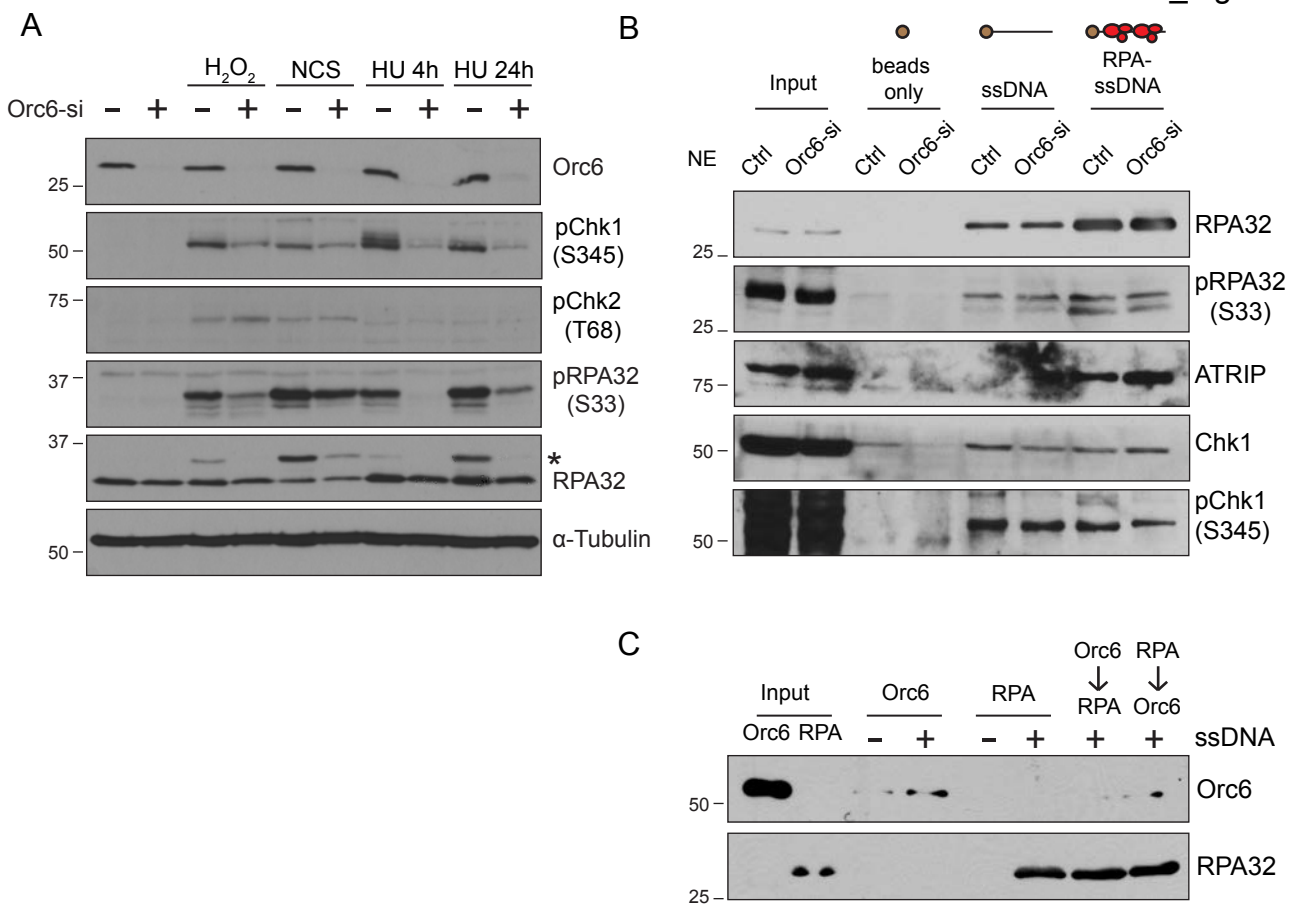 A
H₂O₂ NCS HU 4h HU 24h
Orc6-si – + – + – + – + – +
25 Orc6
50 pChk1
(S345)
75 pChk2
(T68)
37 pRPA32
(S33)
37 *
RPA32
50 α-Tubulin
B
Input beads only ssDNA RPA-ssDNA
NE Ctrl Orc6-si Ctrl Orc6-si Ctrl Orc6-si Ctrl Orc6-si
RPA32
25
pRPA32
(S33)
25
ATRIP
75
Chk1
50
pChk1
(S345)
50
C
Orc6 RPA
↓ ↓
Input Orc6 RPA RPA Orc6
Orc6 RPA – + – + + + ssDNA
50 Orc6
RPA32
25